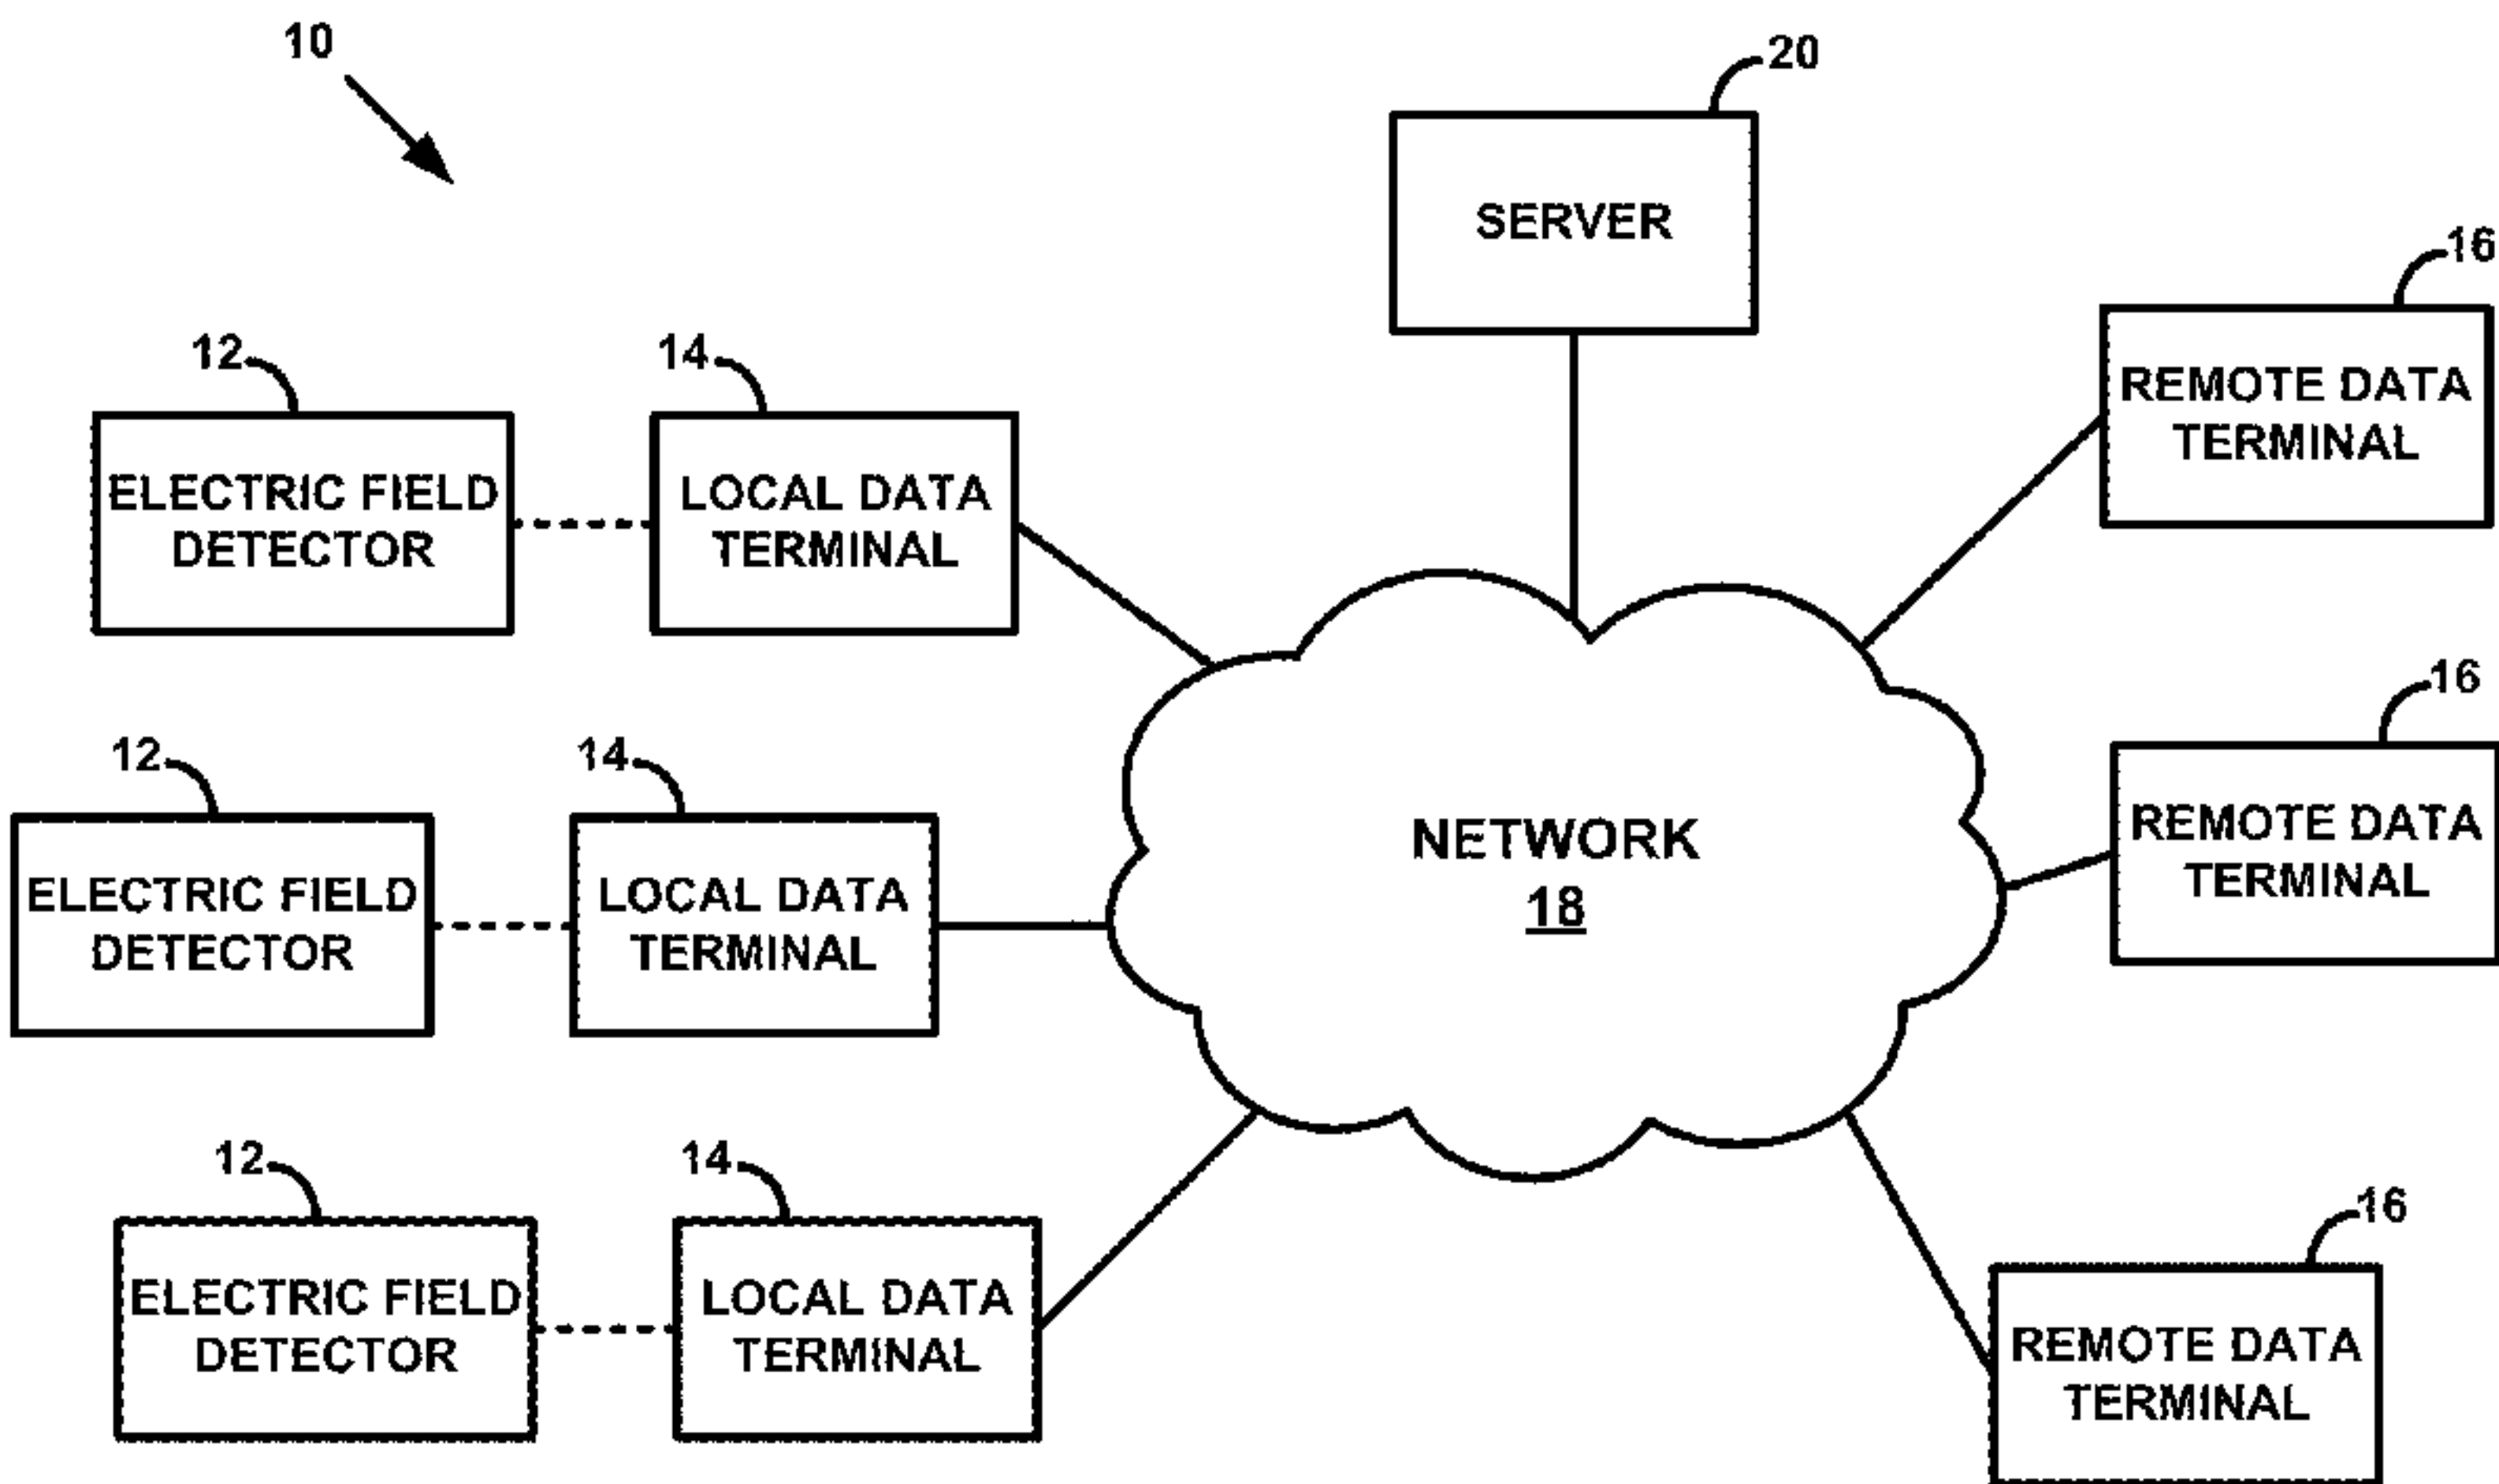 10
20
SERVER
16
REMOTE DATA
TERMINAL
12
14
ELECTRIC FIELD
DETECTOR
LOCAL DATA
TERMINAL
16
REMOTE DATA
TERMINAL
12
14
ELECTRIC FIELD
DETECTOR
LOCAL DATA
TERMINAL
NETWORK
18
12
14
ELECTRIC FIELD
DETECTOR
LOCAL DATA
TERMINAL
16
REMOTE DATA
TERMINAL